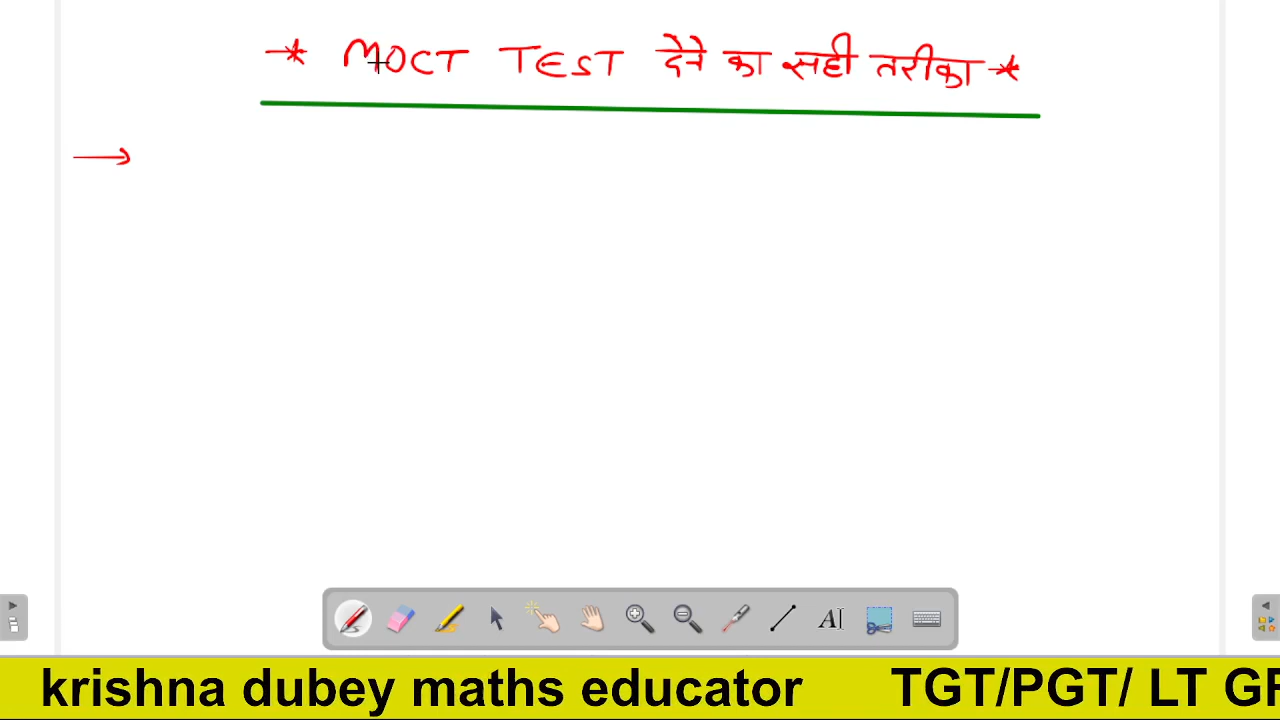 * MOCT TEST देने का सही तरीका *
→
krishna dubey maths educator TGT/PGT/ LT GR